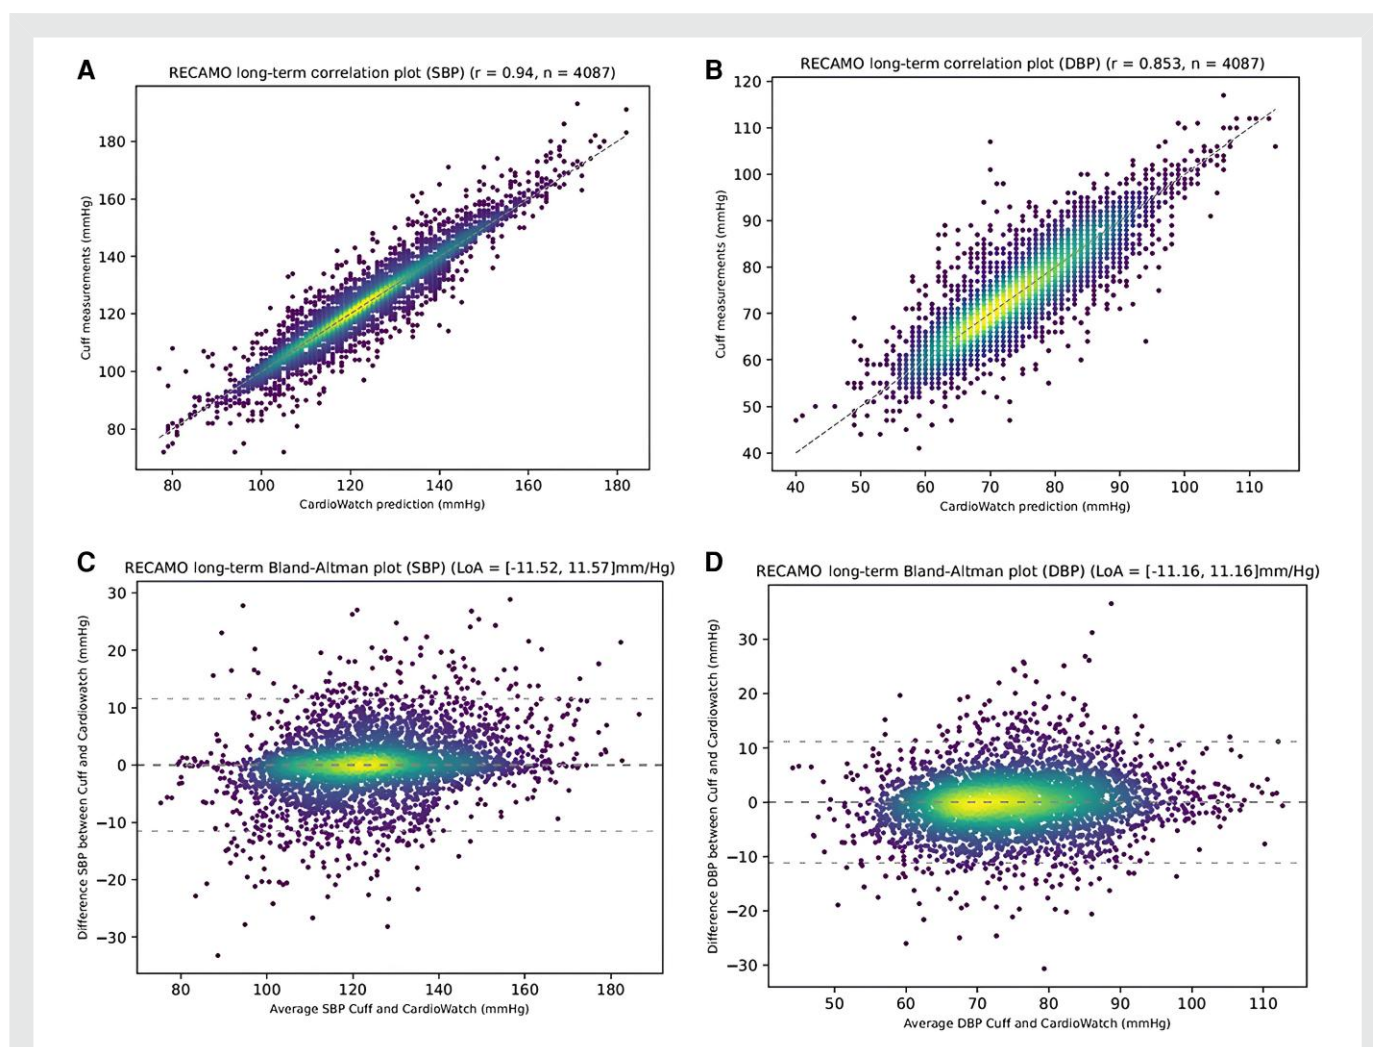 A
RECAMO long-term correlation plot (SBP) (r = 0.94, n = 4087)
Cuff measurements (mmHg)
180
160
140
120
100
80
80 100 120 140 160 180
CardioWatch prediction (mmHg)
B
RECAMO long-term correlation plot (DBP) (r = 0.853, n = 4087)
Cuff measurements (mmHg)
120
110
100
90
80
70
60
50
40
40 50 60 70 80 90 100 110
CardioWatch prediction (mmHg)
C
RECAMO long-term Bland-Altman plot (SBP) (LoA = [-11.52, 11.57]mm/Hg)
Difference SBP between Cuff and Cardiowatch (mmHg)
30
20
10
0
−10
−20
−30
80 100 120 140 160 180
Average SBP Cuff and CardioWatch (mmHg)
D
RECAMO long-term Bland-Altman plot (DBP) (LoA = [-11.16, 11.16]mm/Hg)
Difference DBP between Cuff and Cardiowatch (mmHg)
30
20
10
0
−10
−20
−30
50 60 70 80 90 100 110
Average DBP Cuff and CardioWatch (mmHg)